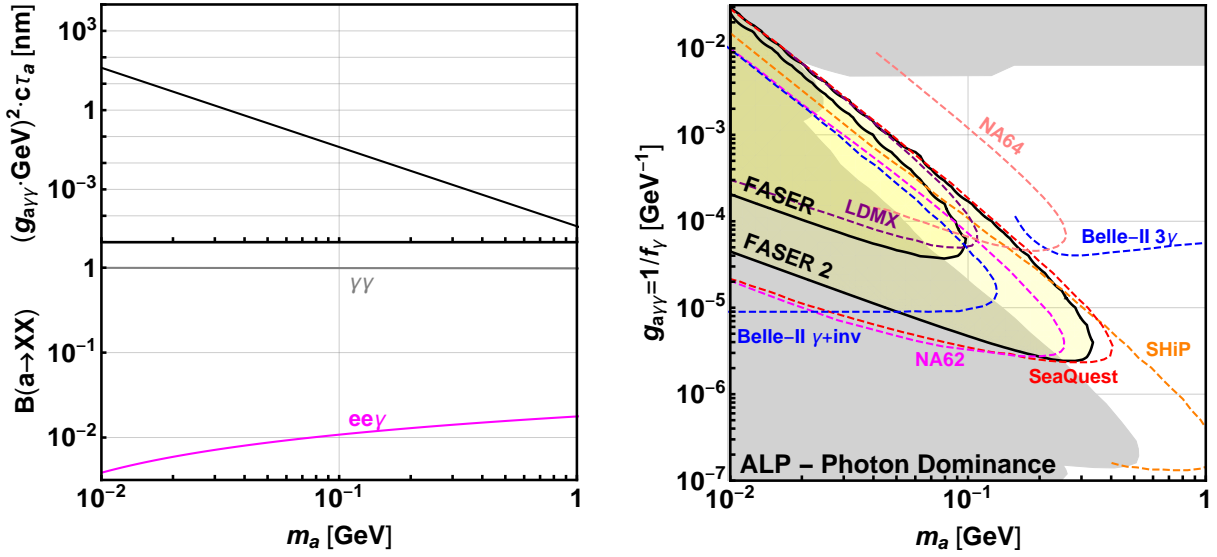 (g_aγγ·GeV)²·cτ_a [nm]
10³
1
10⁻³
B(a→XX)
1
10⁻¹
10⁻²
γγ
eeγ
10⁻²
10⁻¹
1
m_a [GeV]
g_aγγ=1/f_γ [GeV⁻¹]
10⁻²
10⁻³
10⁻⁴
10⁻⁵
10⁻⁶
10⁻⁷
NA64
FASER
LDMX
Belle−II 3γ
FASER 2
Belle−II γ+inv
NA62
SHiP
SeaQuest
ALP − Photon Dominance
10⁻²
10⁻¹
1
m_a [GeV]